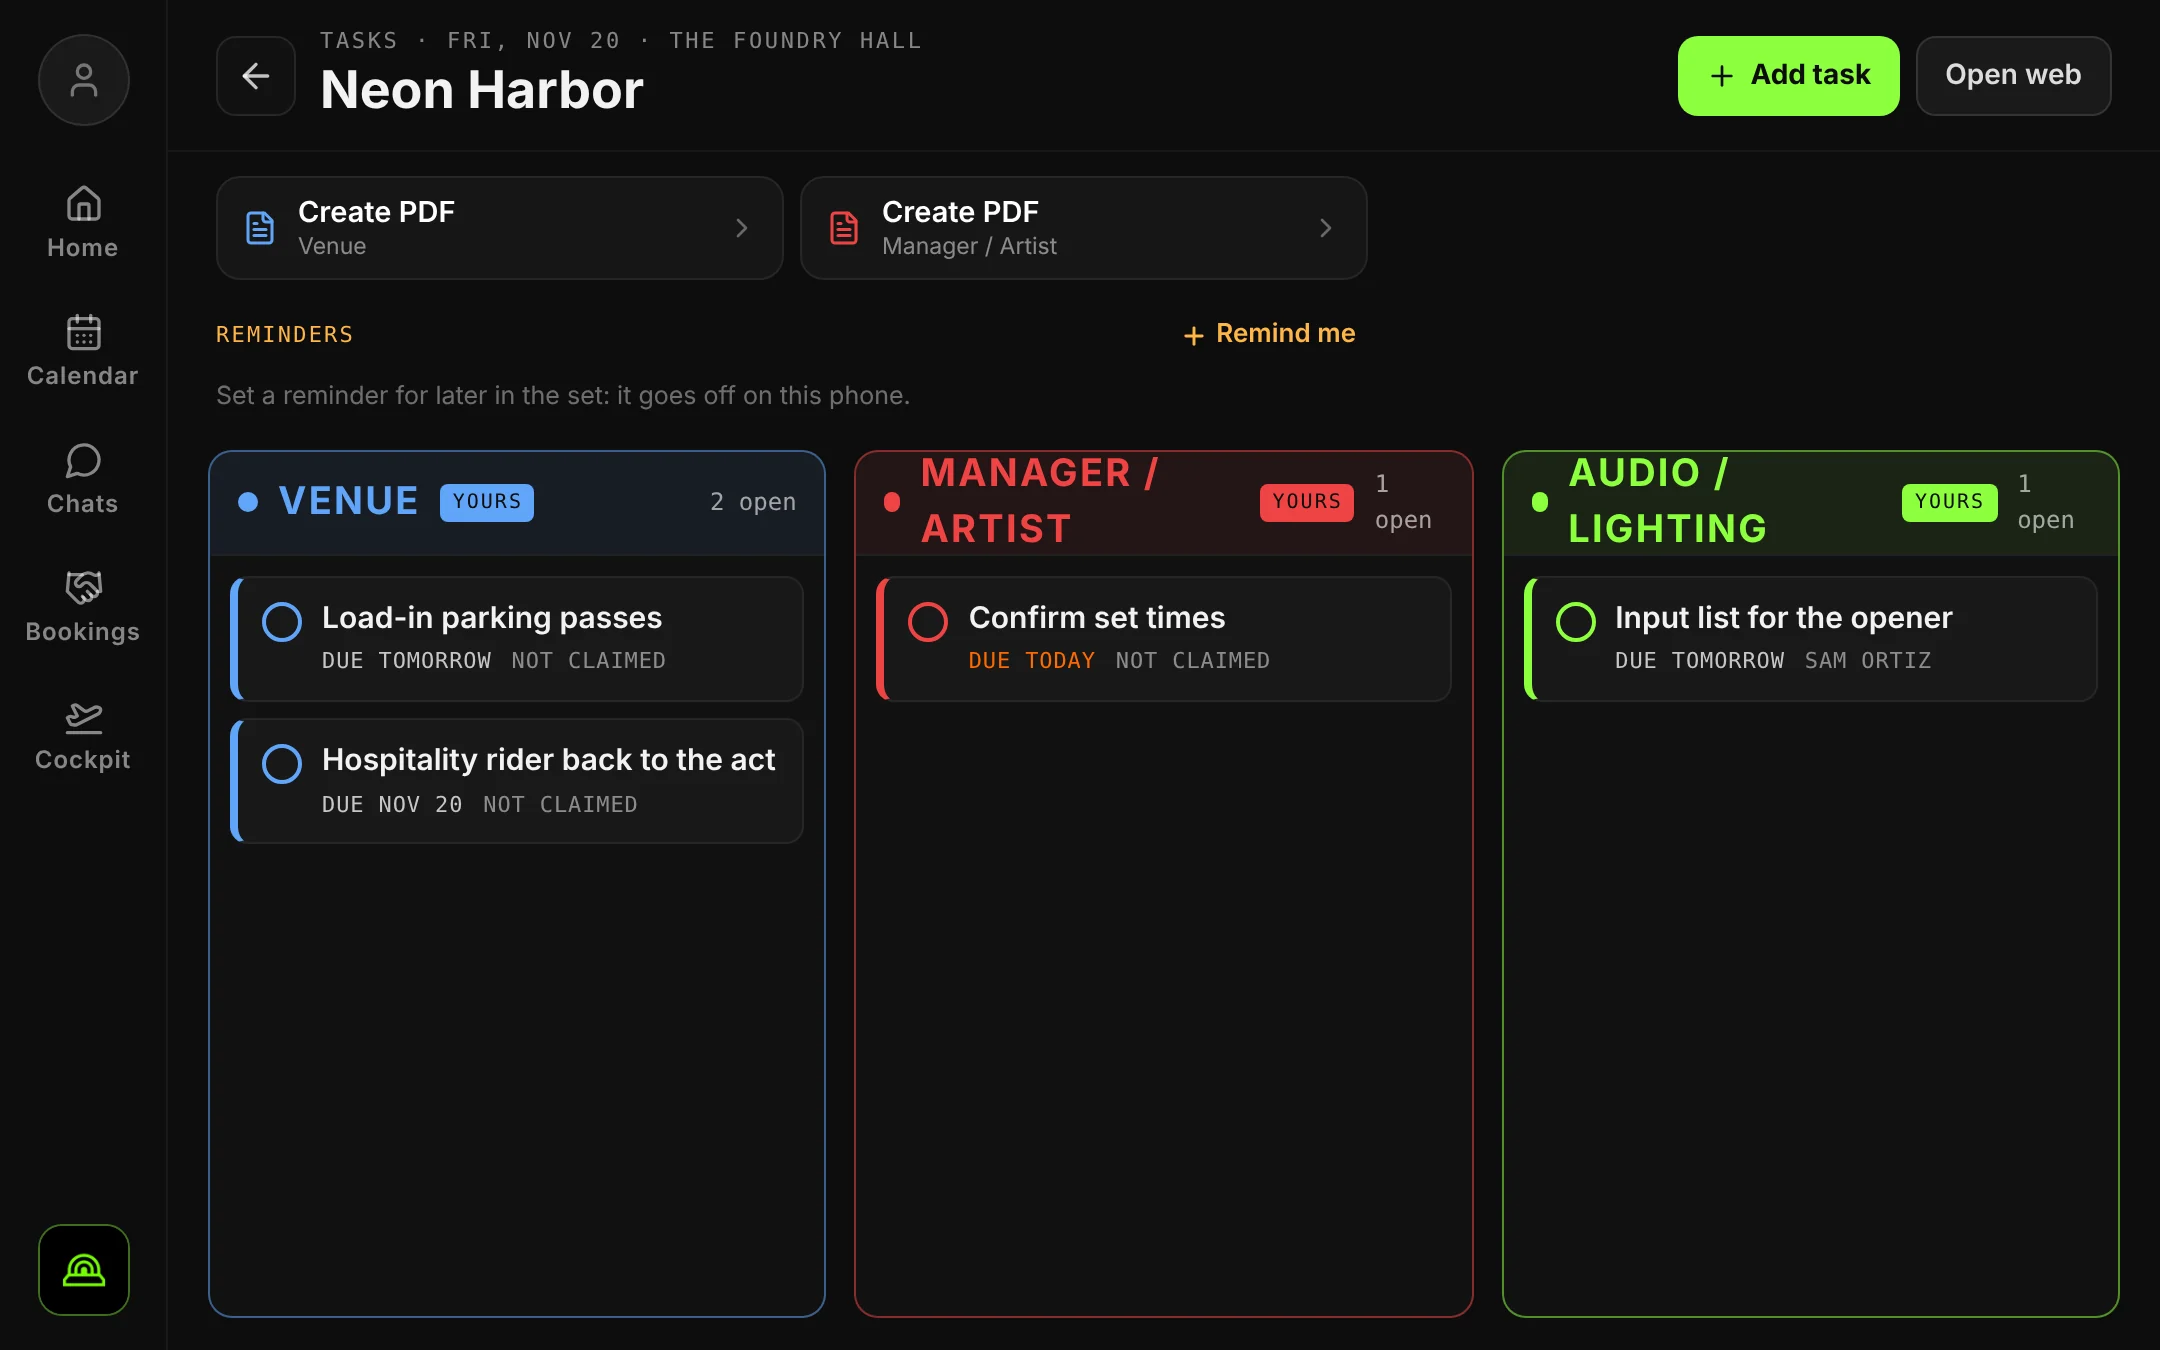 TASKS · FRI, NOV 20 · THE FOUNDRY HALL
Neon Harbor
+ Add task
Open web
Home
Calendar
Chats
Bookings
Cockpit
Create PDF
Venue
Create PDF
Manager / Artist
REMINDERS
+ Remind me
Set a reminder for later in the set: it goes off on this phone.
VENUE YOURS 2 open
Load-in parking passes
DUE TOMORROW NOT CLAIMED
Hospitality rider back to the act
DUE NOV 20 NOT CLAIMED
MANAGER /
ARTIST
YOURS
1
open
Confirm set times
DUE TODAY NOT CLAIMED
AUDIO /
LIGHTING
YOURS
1
open
Input list for the opener
DUE TOMORROW SAM ORTIZ